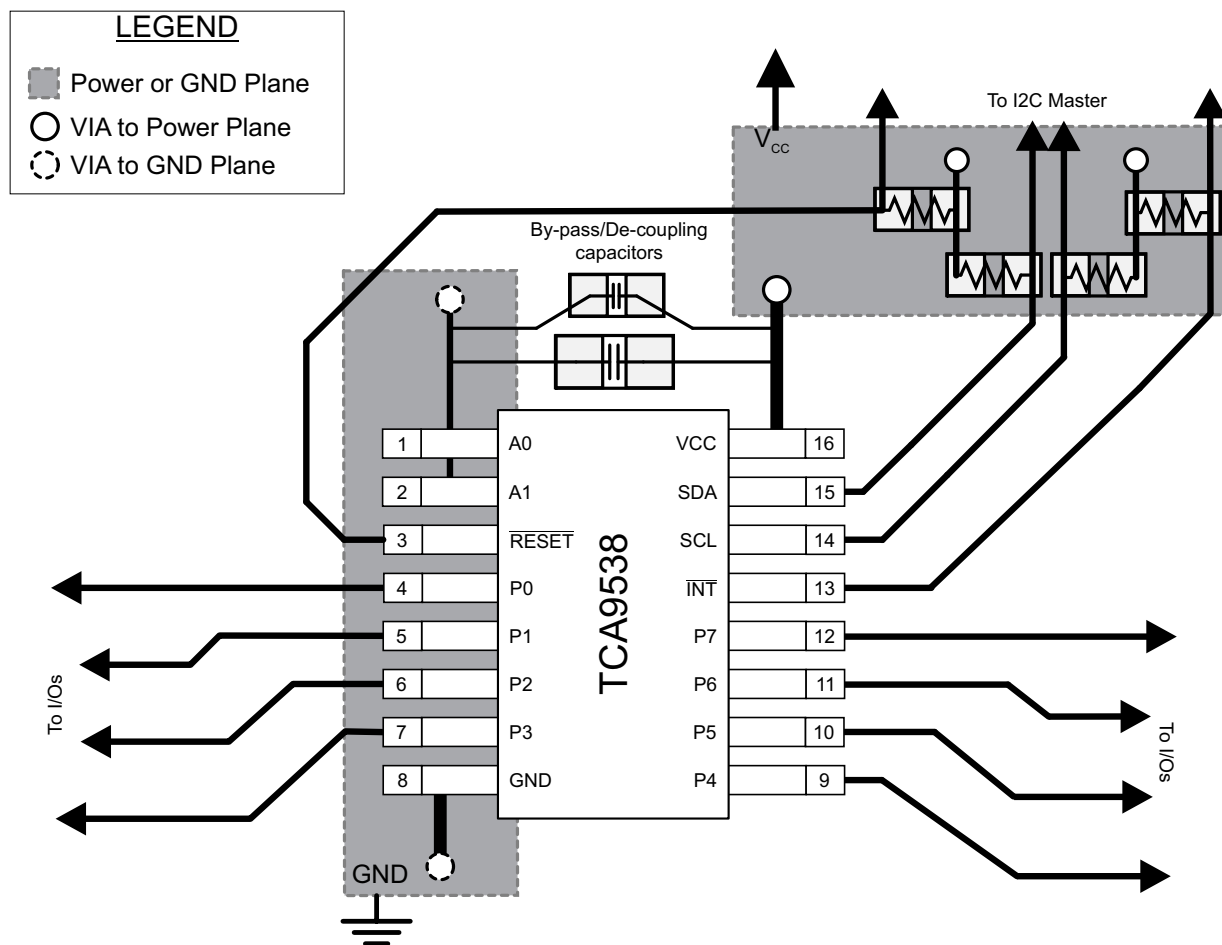 LEGEND
Power or GND Plane
VIA to Power Plane
VIA to GND Plane
To I2C Master
VCC
By-pass/De-coupling
capacitors
1 A0 VCC 16
2 A1 SDA 15
3 RESET SCL 14
4 P0 INT 13
5 P1 P7 12
6 P2 P6 11
7 P3 P5 10
8 GND P4 9
TCA9538
To I/Os
To I/Os
GND